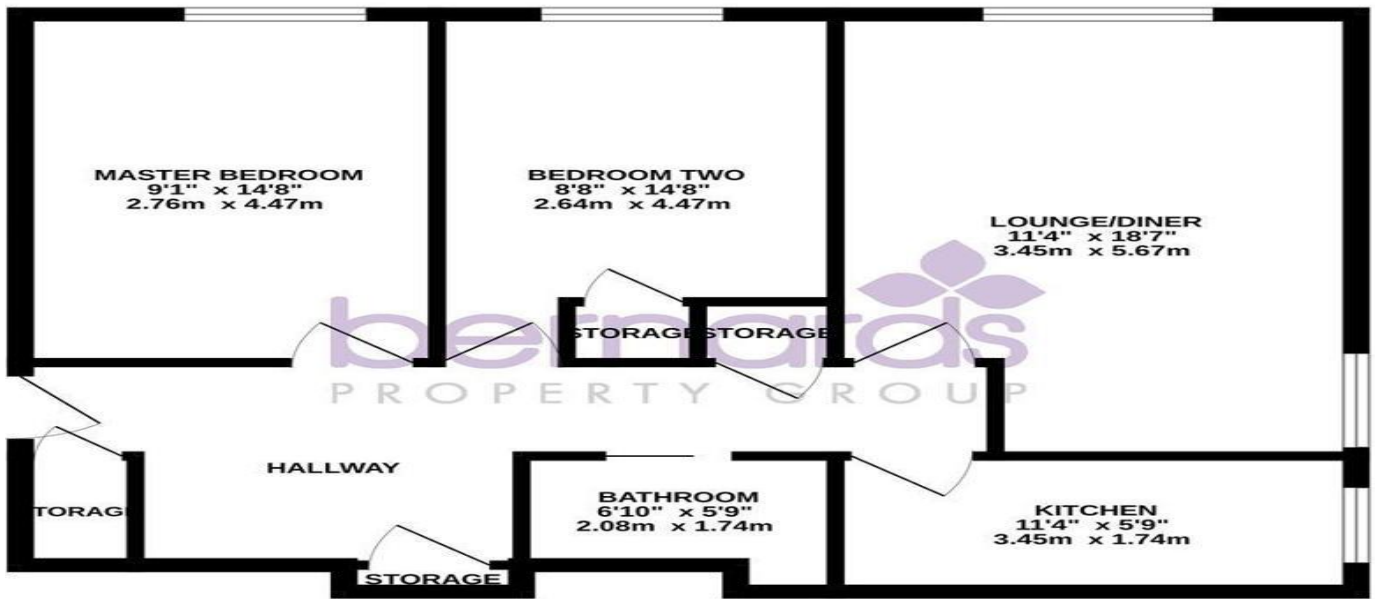 MASTER BEDROOM
9'1" x 14'8"
2.76m x 4.47m
BEDROOM TWO
8'8" x 14'8"
2.64m x 4.47m
LOUNGE/DINER
11'4" x 18'7"
3.45m x 5.67m
STORAGE
STORAGE
bernards
PROPERTY GROUP
HALLWAY
TORAG
BATHROOM
6'10" x 5'9"
2.08m x 1.74m
KITCHEN
11'4" x 5'9"
3.45m x 1.74m
STORAGE